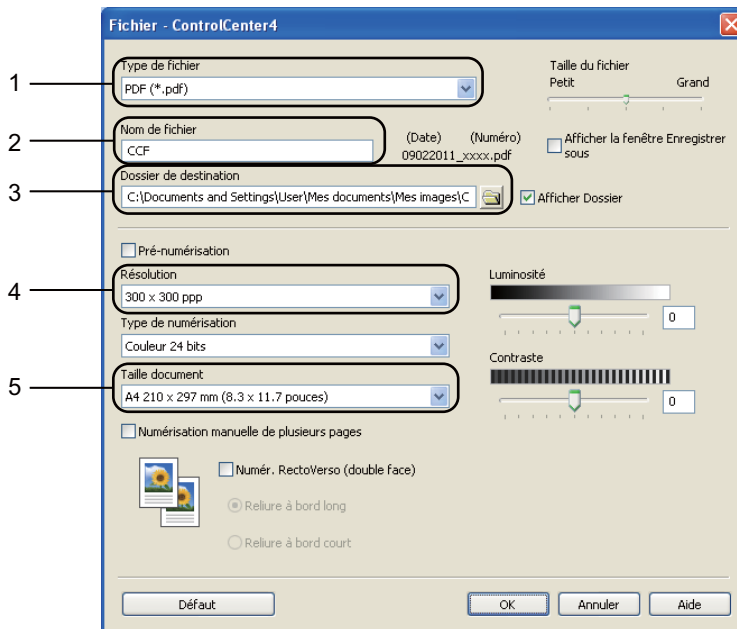 Fichier - ControlCenter4
1
Type de fichier
PDF (*.pdf)
Taille du fichier
Petit
Grand
2
Nom de fichier
CCF
(Date)
(Numéro)
09022011_xxxx.pdf
Afficher la fenêtre Enregistrer
sous
3
Dossier de destination
C:\Documents and Settings\User\Mes documents\Mes images\C
Afficher Dossier
Pré-numérisation
4
Résolution
300 x 300 ppp
Luminosité
0
Type de numérisation
Couleur 24 bits
Contraste
0
5
Taille document
A4 210 x 297 mm (8.3 x 11.7 pouces)
Numérisation manuelle de plusieurs pages
Numér. RectoVerso (double face)
Reliure à bord long
Reliure à bord court
Défaut
OK
Annuler
Aide